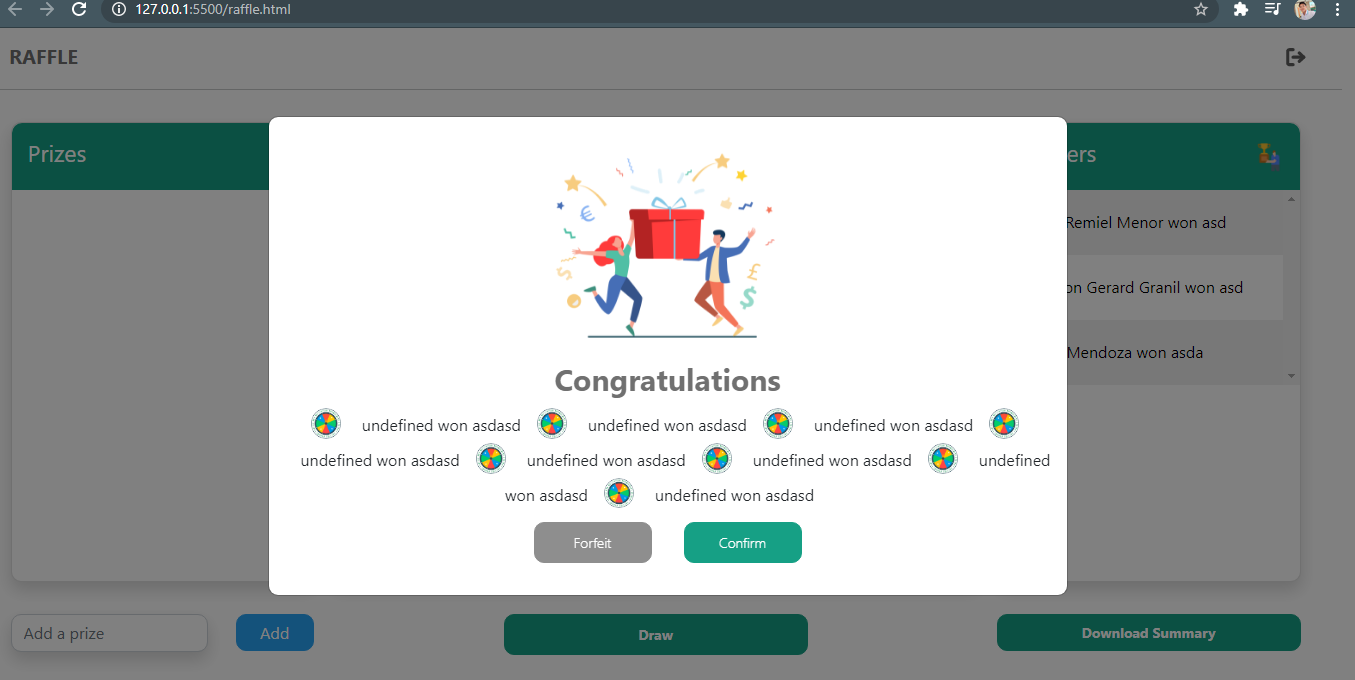 127.0.0.1:5500/raffle.html
RAFFLE
Prizes
ers
Remiel Menor won asd
on Gerard Granil won asd
Mendoza won asda
Congratulations
undefined won asdasd undefined won asdasd undefined won asdasd
undefined won asdasd undefined won asdasd undefined won asdasd undefined
won asdasd undefined won asdasd
Forfeit Confirm
Add a prize Add Draw Download Summary